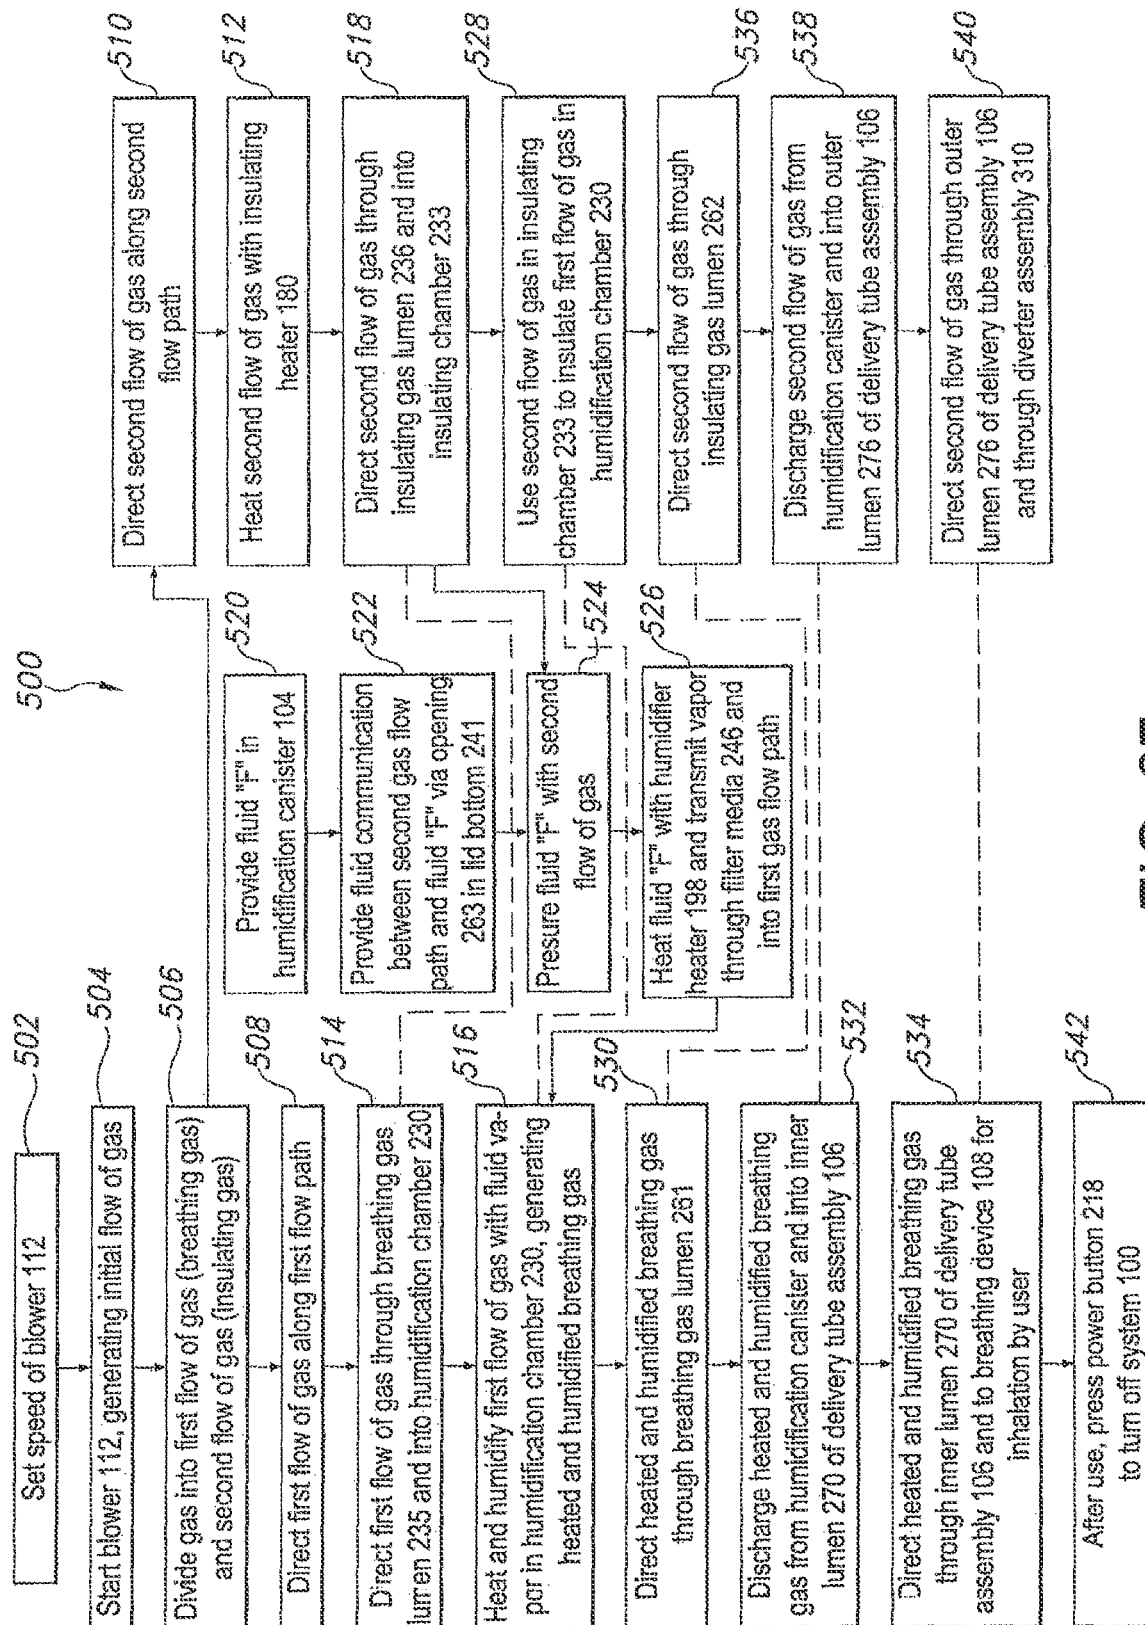 500
502
Set speed of blower 112
504
Start blower 112, generating initial flow of gas
506
Divide gas into first flow of gas (breathing gas)
and second flow of gas (insulating gas)
508
Direct first flow of gas along first flow path
514
Direct first flow of gas through breathing gas
lumen 235 and into humidification chamber 230
516
Heat and humidify first flow of gas with fluid va-
por in humidification chamber 230, generating
heated and humidified breathing gas
530
Direct heated and humidified breathing gas
through breathing gas lumen 261
532
Discharge heated and humidified breathing
gas from humidification canister and into inner
lumen 270 of delivery tube assembly 106
534
Direct heated and humidified breathing gas
through inner lumen 270 of delivery tube
assembly 106 and to breathing device 108 for
inhalation by user
542
After use, press power button 218
to turn off system 100
520
Provide fluid "F" in
humidification canister 104
522
Provide fluid communication
between second gas flow
path and fluid "F" via opening
263 in lid bottom 241
524
Presure fluid "F" with second
flow of gas
526
Heat fluid "F" with humidifier
heater 198 and transmit vapor
through filter media 246 and
into first gas flow path
510
Direct second flow of gas along second
flow path
512
Heat second flow of gas with insulating
heater 180
518
Direct second flow of gas through
insulating gas lumen 236 and into
insulating chamber 233
528
Use second flow of gas in insulating
chamber 233 to insulate first flow of gas in
humidification chamber 230
536
Direct second flow of gas through
insulating gas lumen 262
538
Discharge second flow of gas from
humidification canister and into outer
lumen 276 of delivery tube assembly 106
540
Direct second flow of gas through outer
lumen 276 of delivery tube assembly 106
and through diverter assembly 310